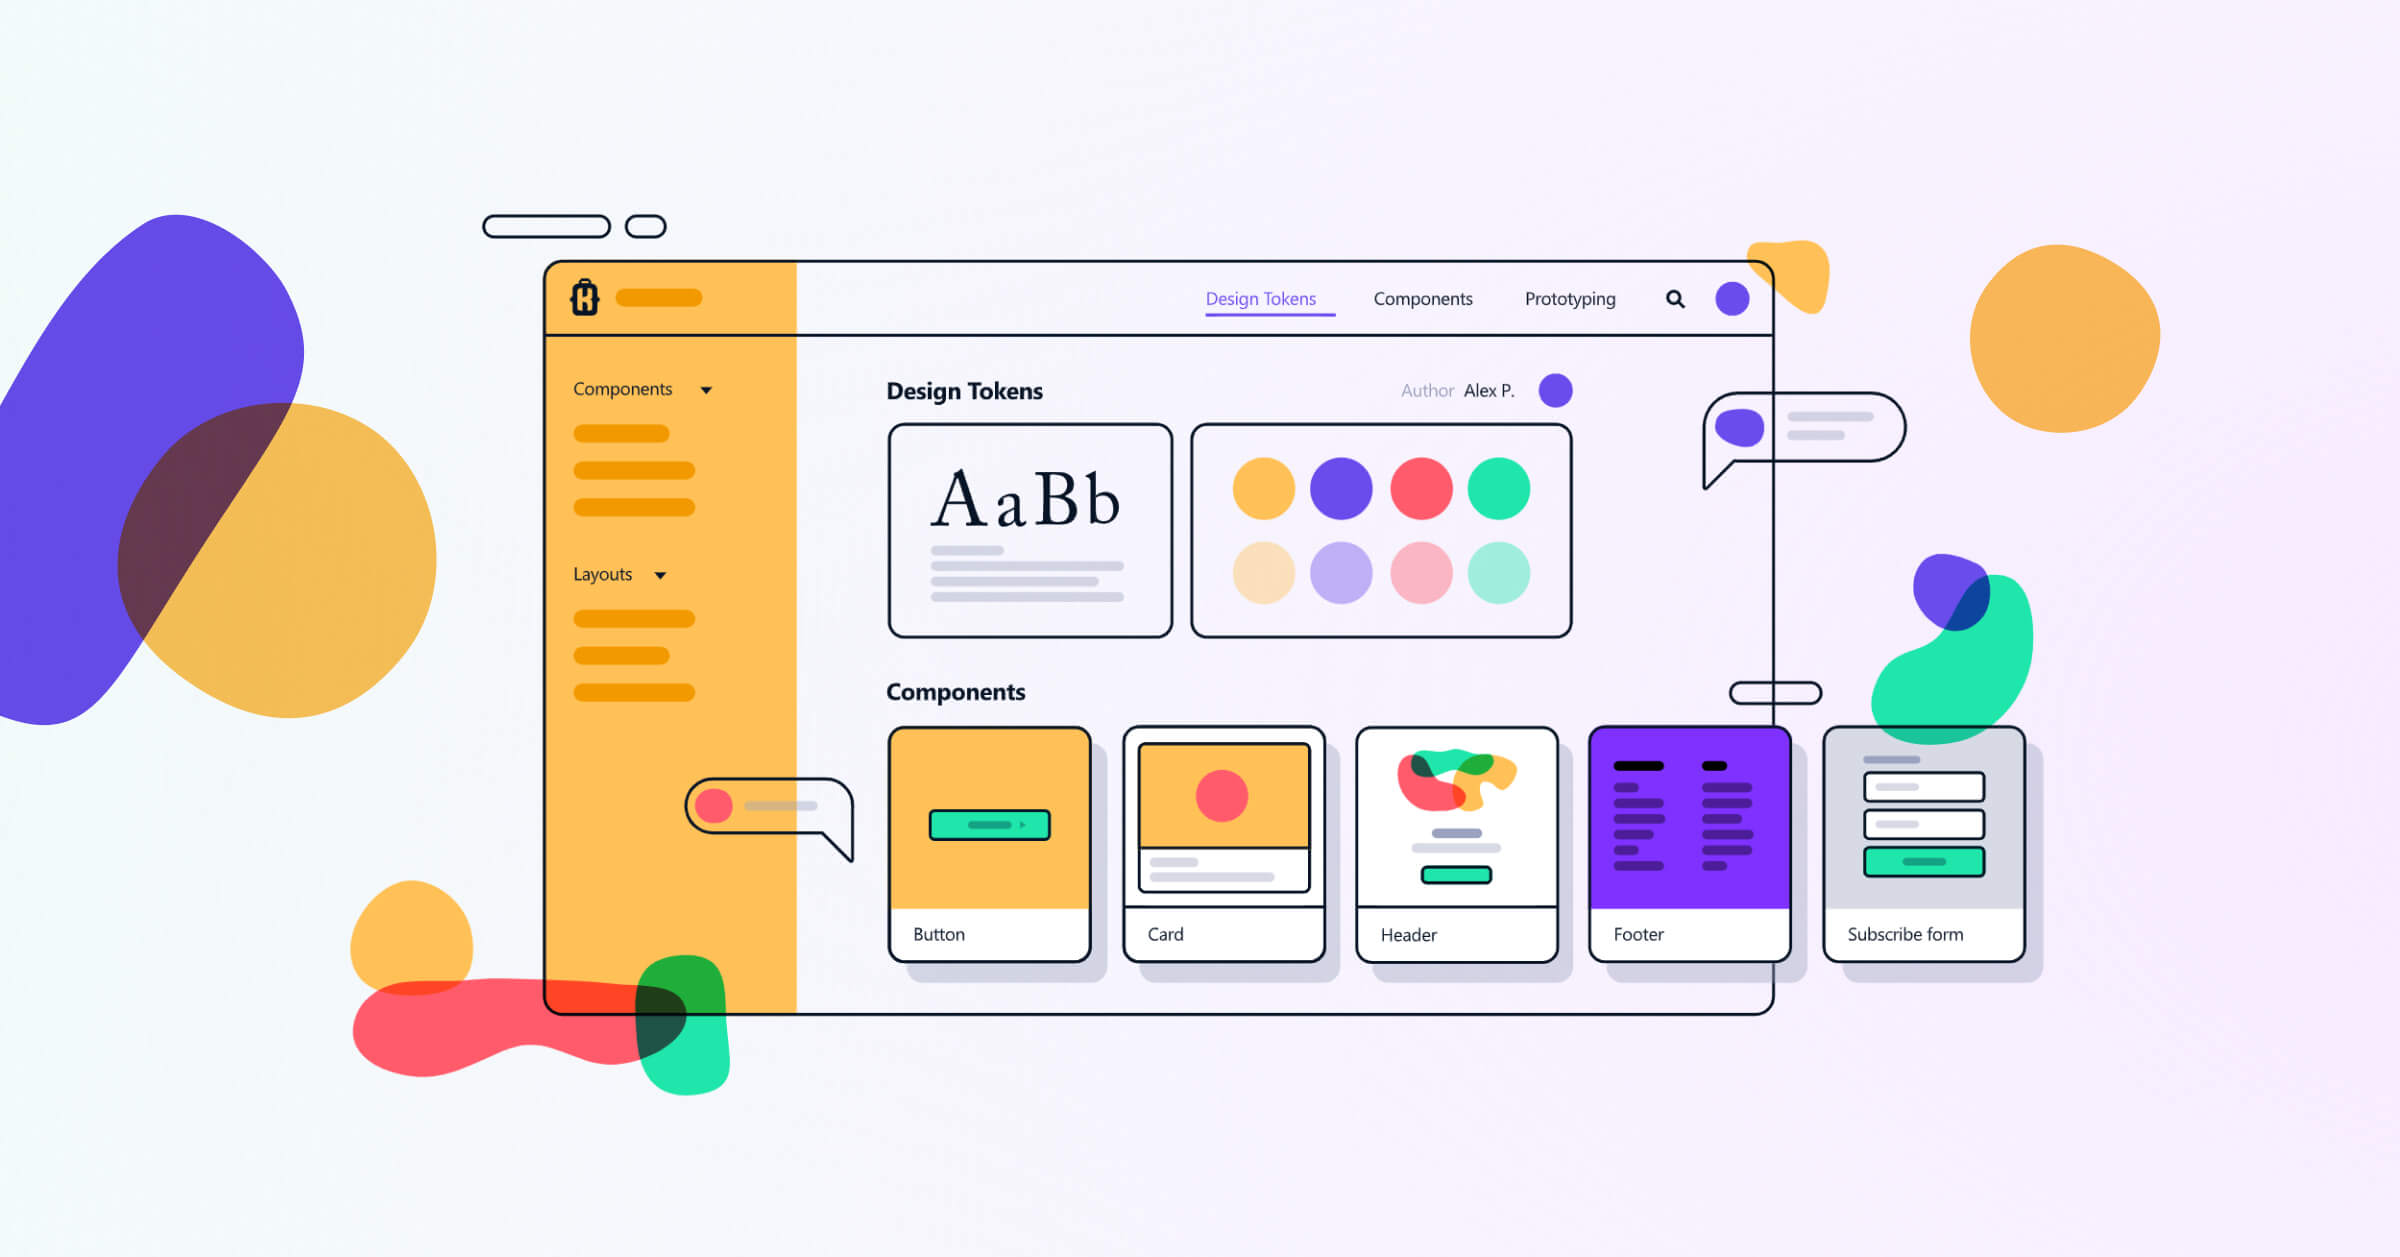 Design Tokens Components Prototyping
Components
Layouts
Design Tokens
Author Alex P.
AaBb
Components
Button
Card
Header
Footer
Subscribe form